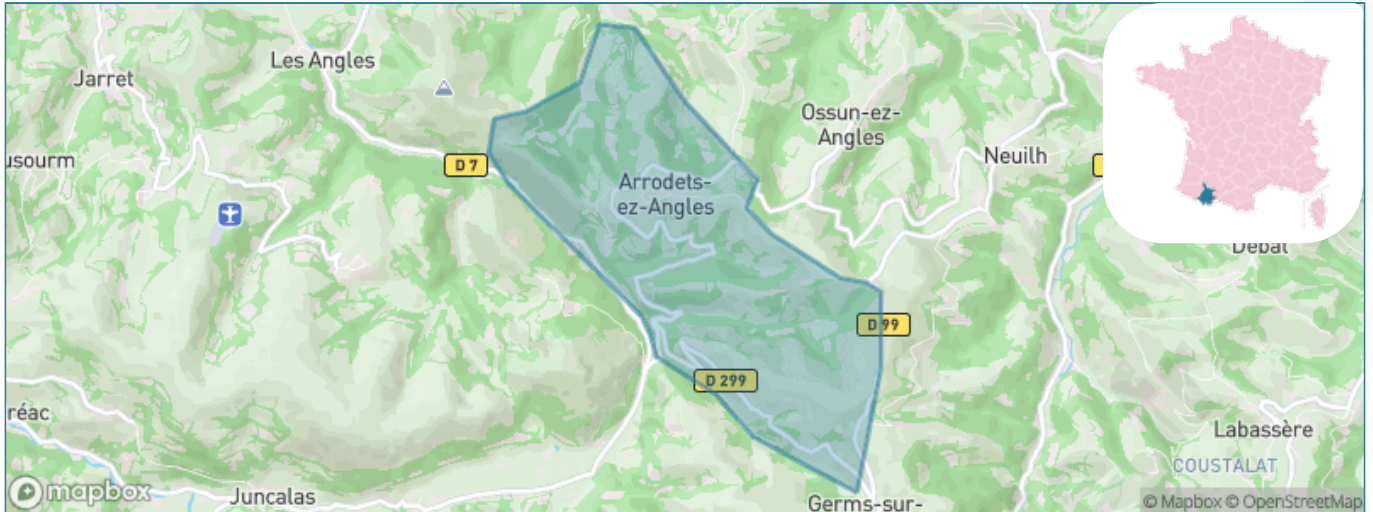 Les Angles
Jarret
Ossun-ez-
Angles
Neuilh
usourm
D 7
Arrodets-
ez-Angles
Debal
D 99
D 299
réac
Labassère
COUSTALAT
mapbox
Juncalas
Germs-sur-
© Mapbox © OpenStreetMap